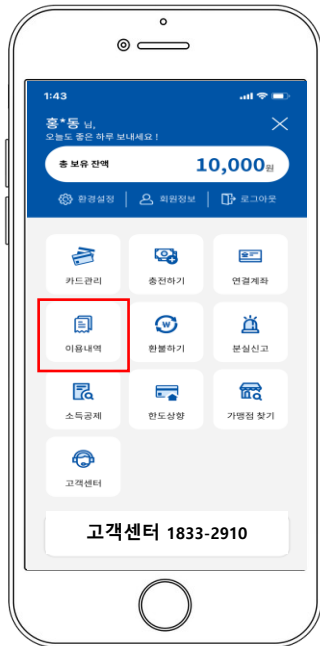 1:43
홍*동 님,
오늘도 좋은 하루 보내세요 !
총 보유 잔액 10,000원
환경설정 회원정보 로그아웃
카드관리 충전하기 연결계좌
이용내역 환불하기 분실신고
소득공제 한도상향 가맹점 찾기
고객센터
고객센터 1833-2910